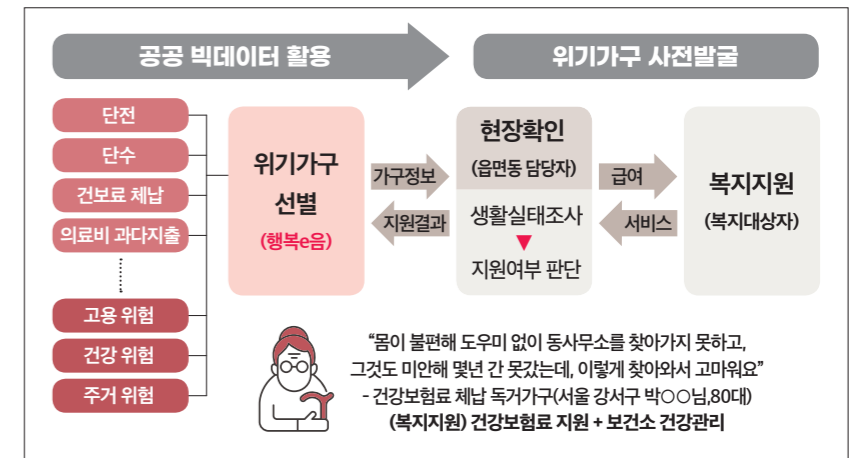 공공 빅데이터 활용
위기가구 사전발굴
단전
단수
건보료 체납
의료비 과다지출
고용 위험
건강 위험
주거 위험
위기가구
선별
(행복e음)
가구정보
지원결과
현장확인
(읍면동 담당자)
생활실태조사
▼
지원여부 판단
급여
서비스
복지지원
(복지대상자)
“몸이 불편해 도우미 없이 동사무소를 찾아가지 못하고,
그것도 미안해 몇년 간 못갔는데, 이렇게 찾아와서 고마워요”
- 건강보험료 체납 독거가구(서울 강서구 박○○님,80대)
(복지지원) 건강보험료 지원 + 보건소 건강관리